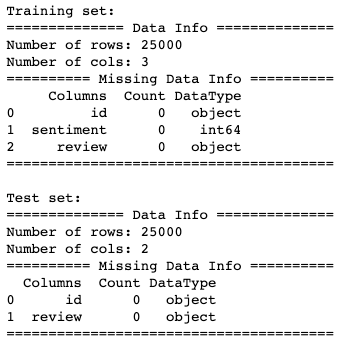 Training set:
============== Data Info ==============
Number of rows: 25000
Number of cols: 3
========== Missing Data Info ==========
     Columns  Count DataType
0         id      0   object
1  sentiment      0    int64
2     review      0   object
=======================================

Test set:
============== Data Info ==============
Number of rows: 25000
Number of cols: 2
========== Missing Data Info ==========
  Columns  Count DataType
0      id      0   object
1  review      0   object
=======================================